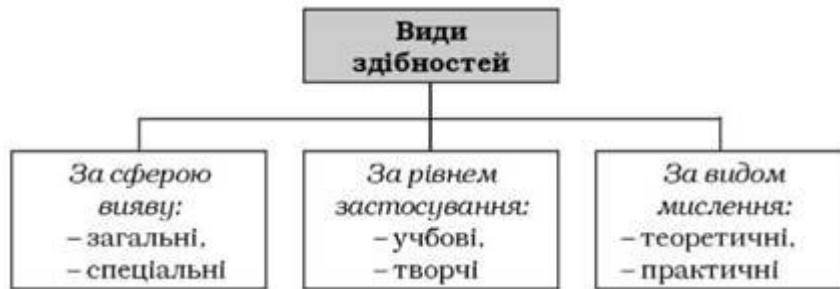 Види
здібностей
За сферою
вияву:
– загальні,
– спеціальні
За рівнем
застосування:
– учбові,
– творчі
За видом
мислення:
– теоретичні,
– практичні